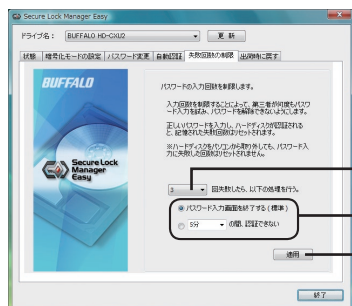 Secure Lock Manager Easy
ドライブ名： BUFFALO HD-CXU2 更 新
状態 暗号化モードの設定 パスワード変更 自動認証 失敗回数の制限 出荷時に戻す
BUFFALO
パスワードの入力回数を制限します。
入力回数を制限することによって、第三者が何度もパスワ
ード入力を試み、パスワードを解除できないようにします。
正しいパスワードを入力し、ハードディスクが認証される
と、記憶された失敗回数はリセットされます。
※ハードディスクをパソコンから取り外しても、パスワード入
力に失敗した回数はリセットされません。
Secure Lock
Manager
Easy
3 回失敗したら、以下の処理を行う。
パスワード入力画面を終了する（標準）
5分 の間、認証できない
適用
終了